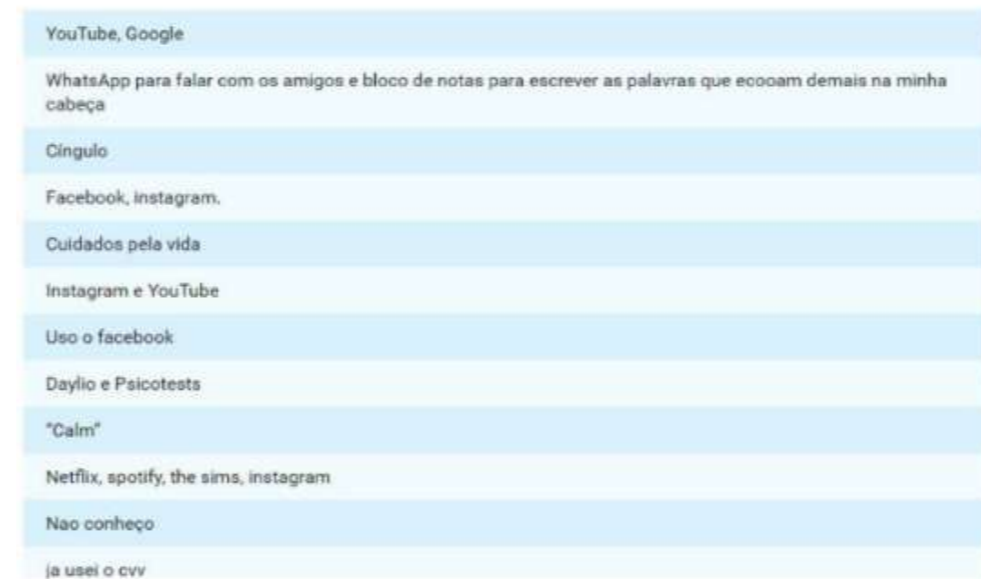 YouTube, Google
WhatsApp para falar com os amigos e bloco de notas para escrever as palavras que ecooam demais na minha
cabeça
Cíngulo
Facebook, instagram.
Cuidados pela vida
Instagram e YouTube
Uso o facebook
Daylio e Psicotests
"Calm"
Netflix, spotify, the sims, instagram
Nao conheço
ja usei o cvv